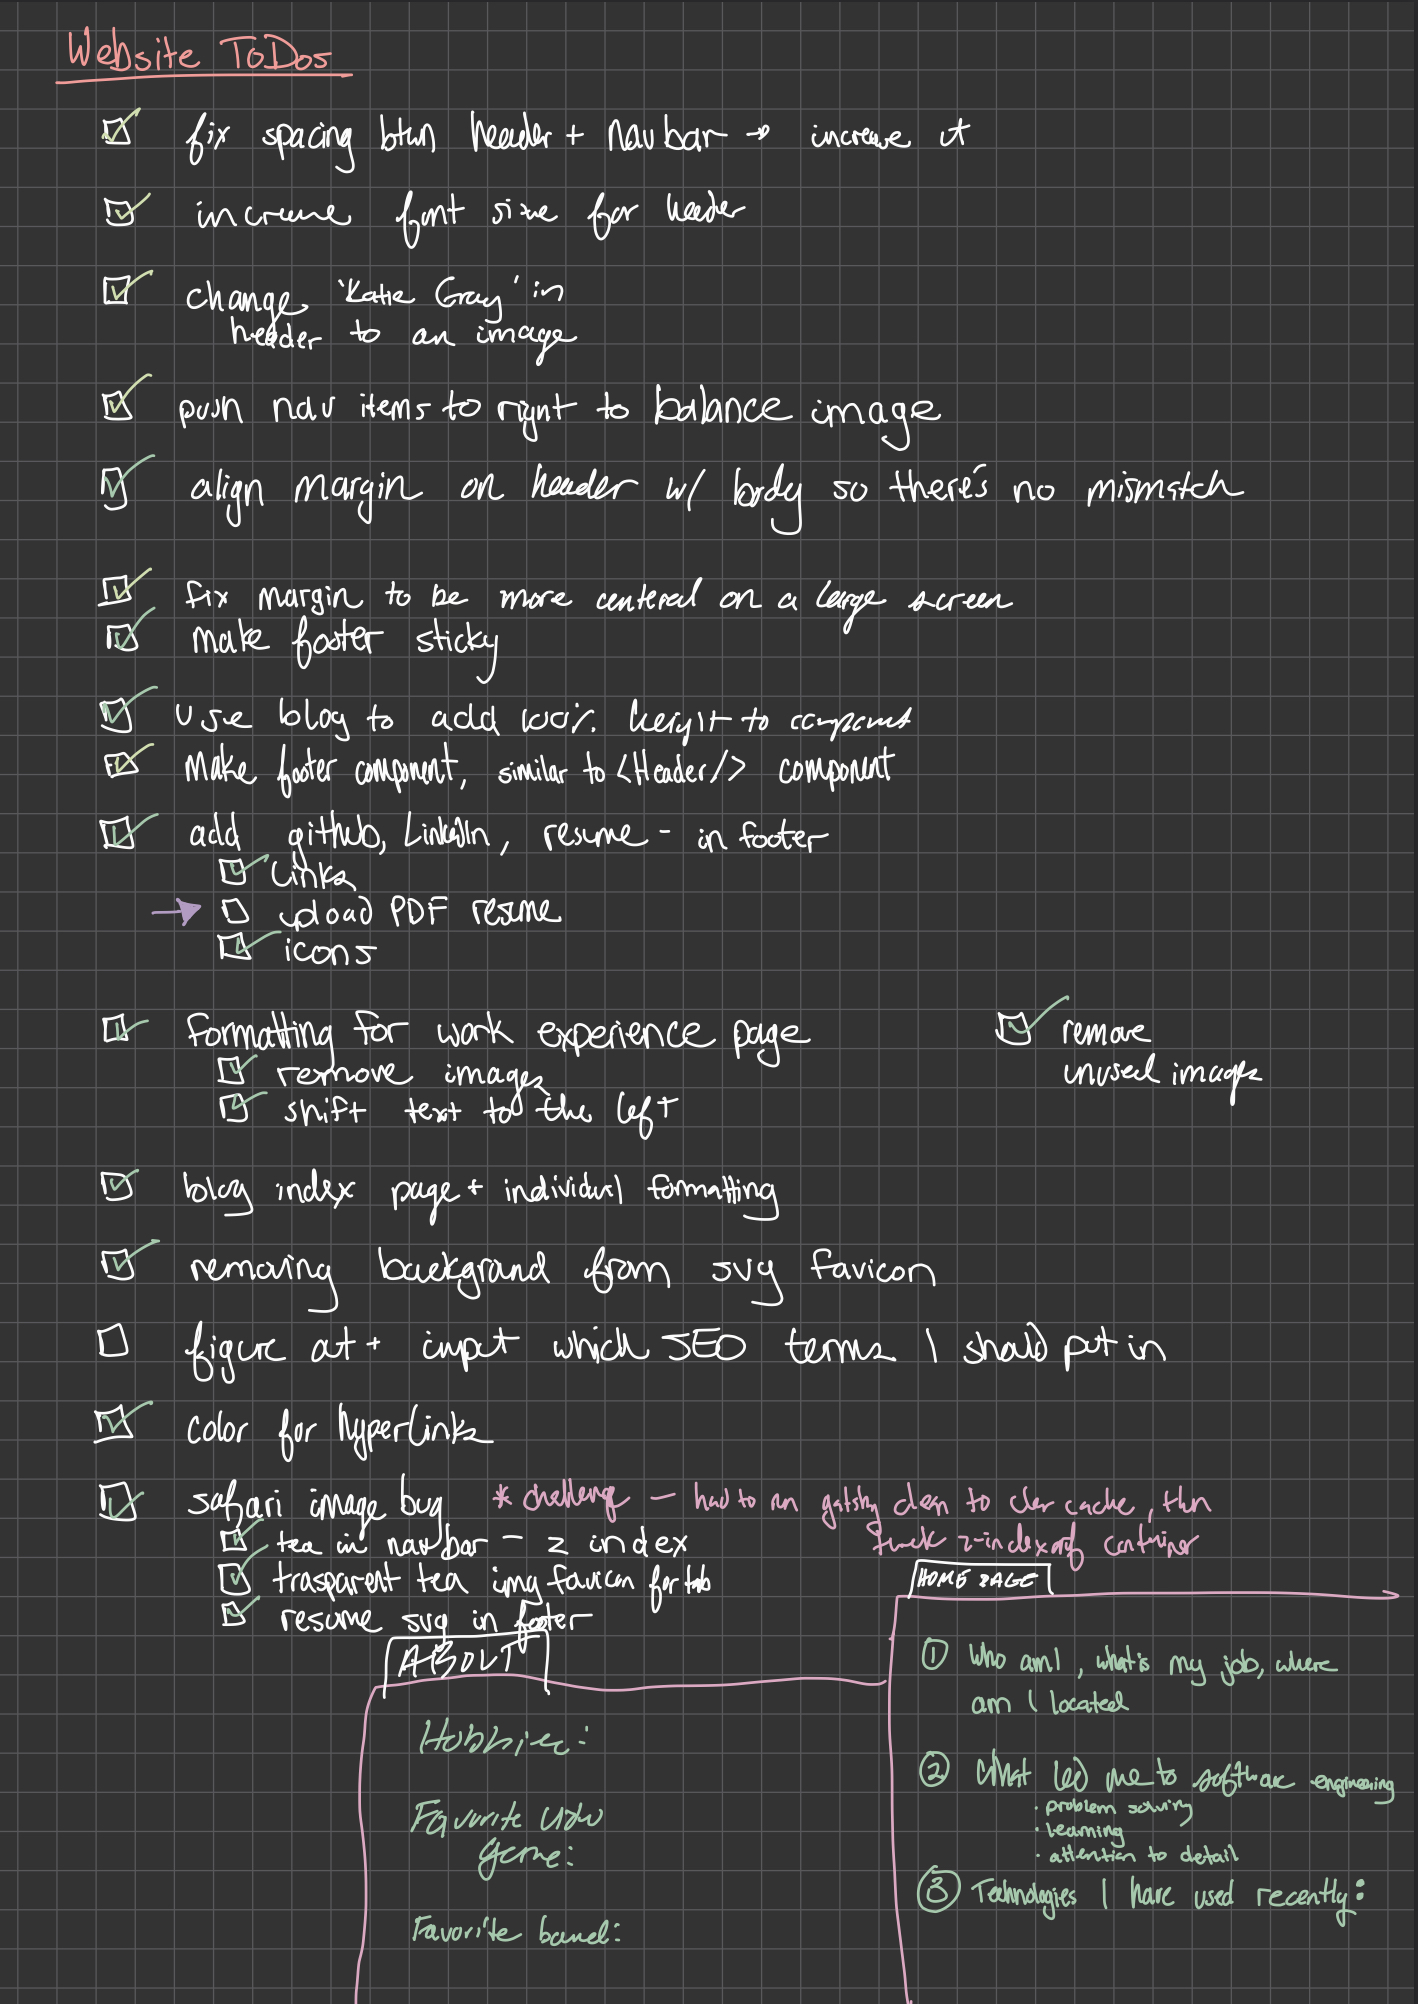 Website ToDos
fix spacing btwn header + navbar → increase it
increase font size for header
change 'Katie Gray' in
header to an image
push nav items to right to balance image
align margin on header w/ body so there's no mismatch
fix margin to be more centered on a large screen
make footer sticky
use blog to add 100% height to component
Make footer component, similar to <Header/> component
add github, LinkedIn, resume - in footer
links
→ upload PDF resume
icons
formatting for work experience page
remove images
shift text to the left
remove
unused images
blog index page + individual formatting
removing background from svg favicon
figure out + input which SEO terms I should put in
color for hyperlinks
safari image bug * challenge — had to run gatsby clean to clear cache, then
z-index of container
tea in navbar - z index
trasparent tea img favicon for tab
resume svg in footer
ABOUT
Hobbies:
Favorite video
game:
Favorite band:
HOME PAGE
① Who am I, what is my job, where
am I located
② What led me to software engineering
· problem solving
· learning
· attention to detail
③ Technologies I have used recently: